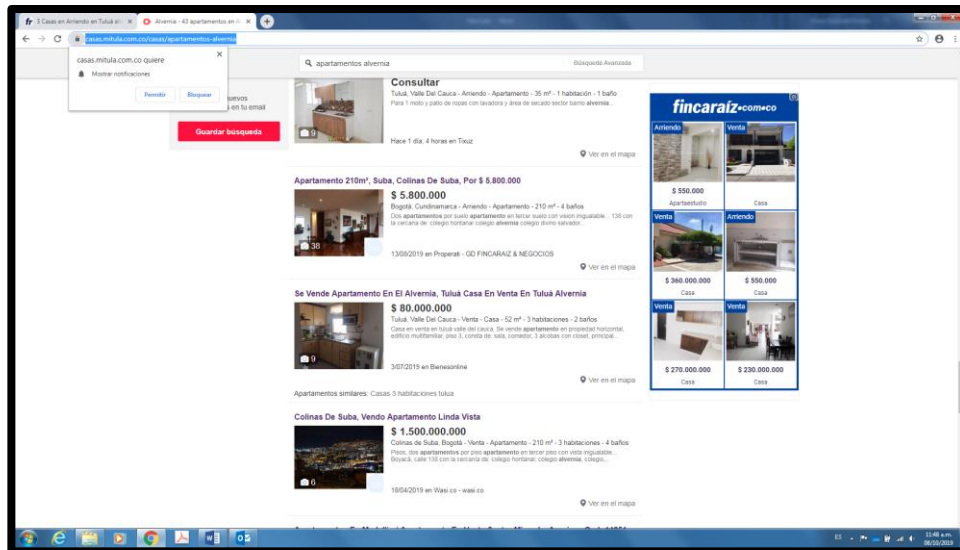 3 Casas en Arriendo en Tuluá
Alvernia - 43 apartamentos en
casas.mitula.com.co/casas/apartamentos-alvernia
casas.mitula.com.co quiere
Mostrar notificaciones
Permitir Bloquear
apartamentos alvernia
Búsqueda Avanzada
nuevos
en tu email
Guardar búsqueda
Consultar
Tuluá, Valle Del Cauca - Arriendo - Apartamento - 35 m² - 1 habitación - 1 baño
Para 1 moto y patio de ropas con lavadora y área de secado sector barrio alvernia...
9
Hace 1 día, 4 horas en Tixuz
Ver en el mapa
Apartamento 210m², Suba, Colinas De Suba, Por $ 5.800.000
$ 5.800.000
Bogotá, Cundinamarca - Arriendo - Apartamento - 210 m² - 4 baños
Dos apartamentos por suelo apartamento en tercer suelo con vision inigualable... 138 con
la cercania de: colegio hontanar colegio alvernia colegio divino salvador...
38
13/08/2019 en Properati - GD FINCARAIZ & NEGOCIOS
Ver en el mapa
Se Vende Apartamento En El Alvernia, Tuluá Casa En Venta En Tuluá Alvernia
$ 80.000.000
Tuluá, Valle Del Cauca - Venta - Casa - 52 m² - 3 habitaciones - 2 baños
Casa en venta en tuluá valle del cauca. Se vende apartamento en propiedad horizontal,
edificio multifamiliar, piso 3, consta de: sala, comedor, 3 alcobas con closet, principal...
9
3/07/2019 en Bienesonline
Ver en el mapa
Apartamentos similares: Casas 3 habitaciones tulua
Colinas De Suba, Vendo Apartamento Linda Vista
$ 1.500.000.000
Colinas de Suba, Bogotá - Venta - Apartamento - 210 m² - 3 habitaciones - 4 baños
Pisos, dos apartamentos por piso apartamento en tercer piso con vista inigualable...
Boyacá, calle 138 con la cercanía de: colegio hontanar, colegio alvernia, colegio...
6
16/04/2019 en Wasi.co - wasi.co
Ver en el mapa
fincaraíz.com.co
Arriendo Venta
$ 550.000
Apartaestudio Casa
Venta Arriendo
$ 360.000.000 $ 550.000
Casa Casa
Venta Venta
$ 270.000.000 $ 230.000.000
Casa Casa
ES
11:48 a.m.
06/10/2019